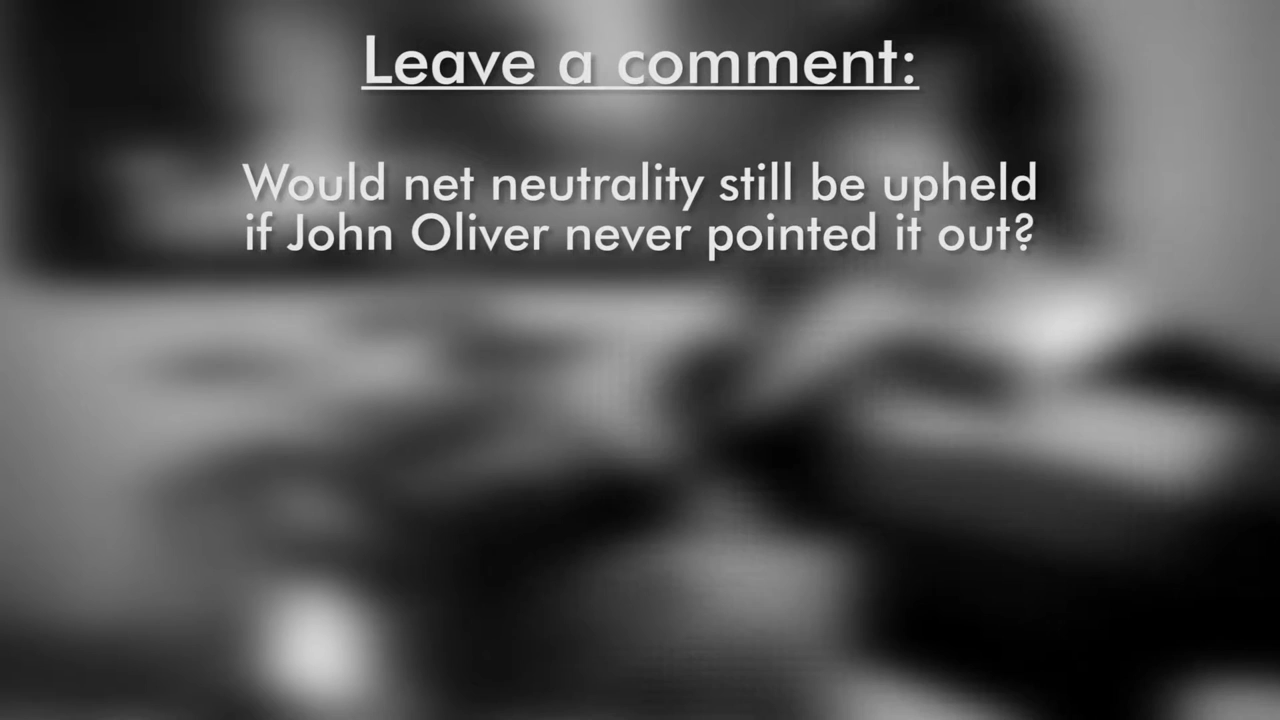 Leave a comment:
Would net neutrality still be upheld
if John Oliver never pointed it out?